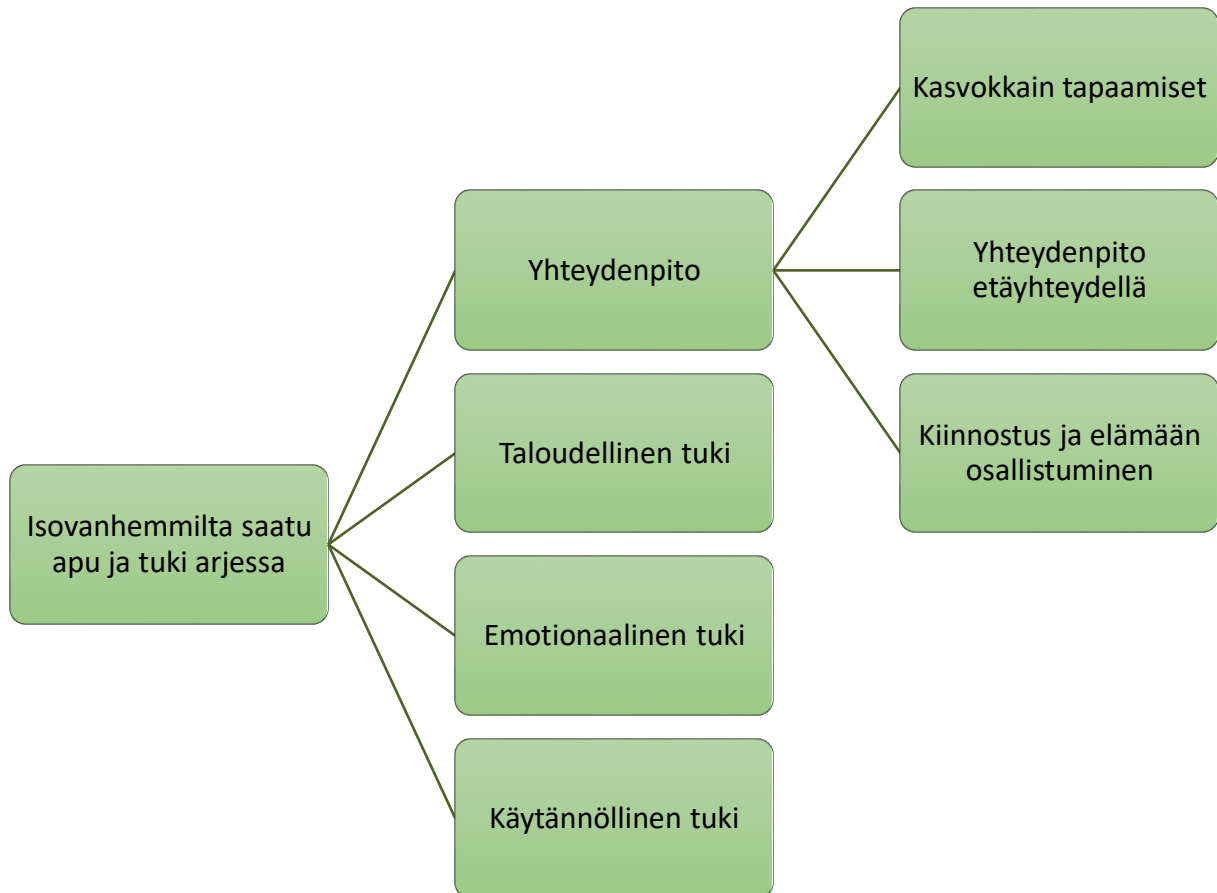 Isovanhemmilta saatu
apu ja tuki arjessa
Yhteydenpito
Kasvokkain tapaamiset
Yhteydenpito
etäyhteydellä
Kiinnostus ja elämään
osallistuminen
Taloudellinen tuki
Emotionaalinen tuki
Käytännöllinen tuki